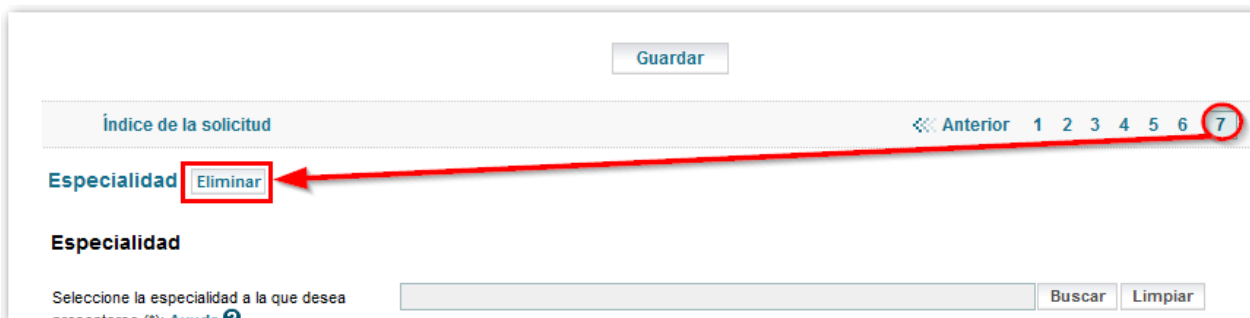 Guardar
Índice de la solicitud Anterior 1 2 3 4 5 6 7
Especialidad Eliminar
Especialidad
Seleccione la especialidad a la que desea Buscar Limpiar
(*): Ayuda ?